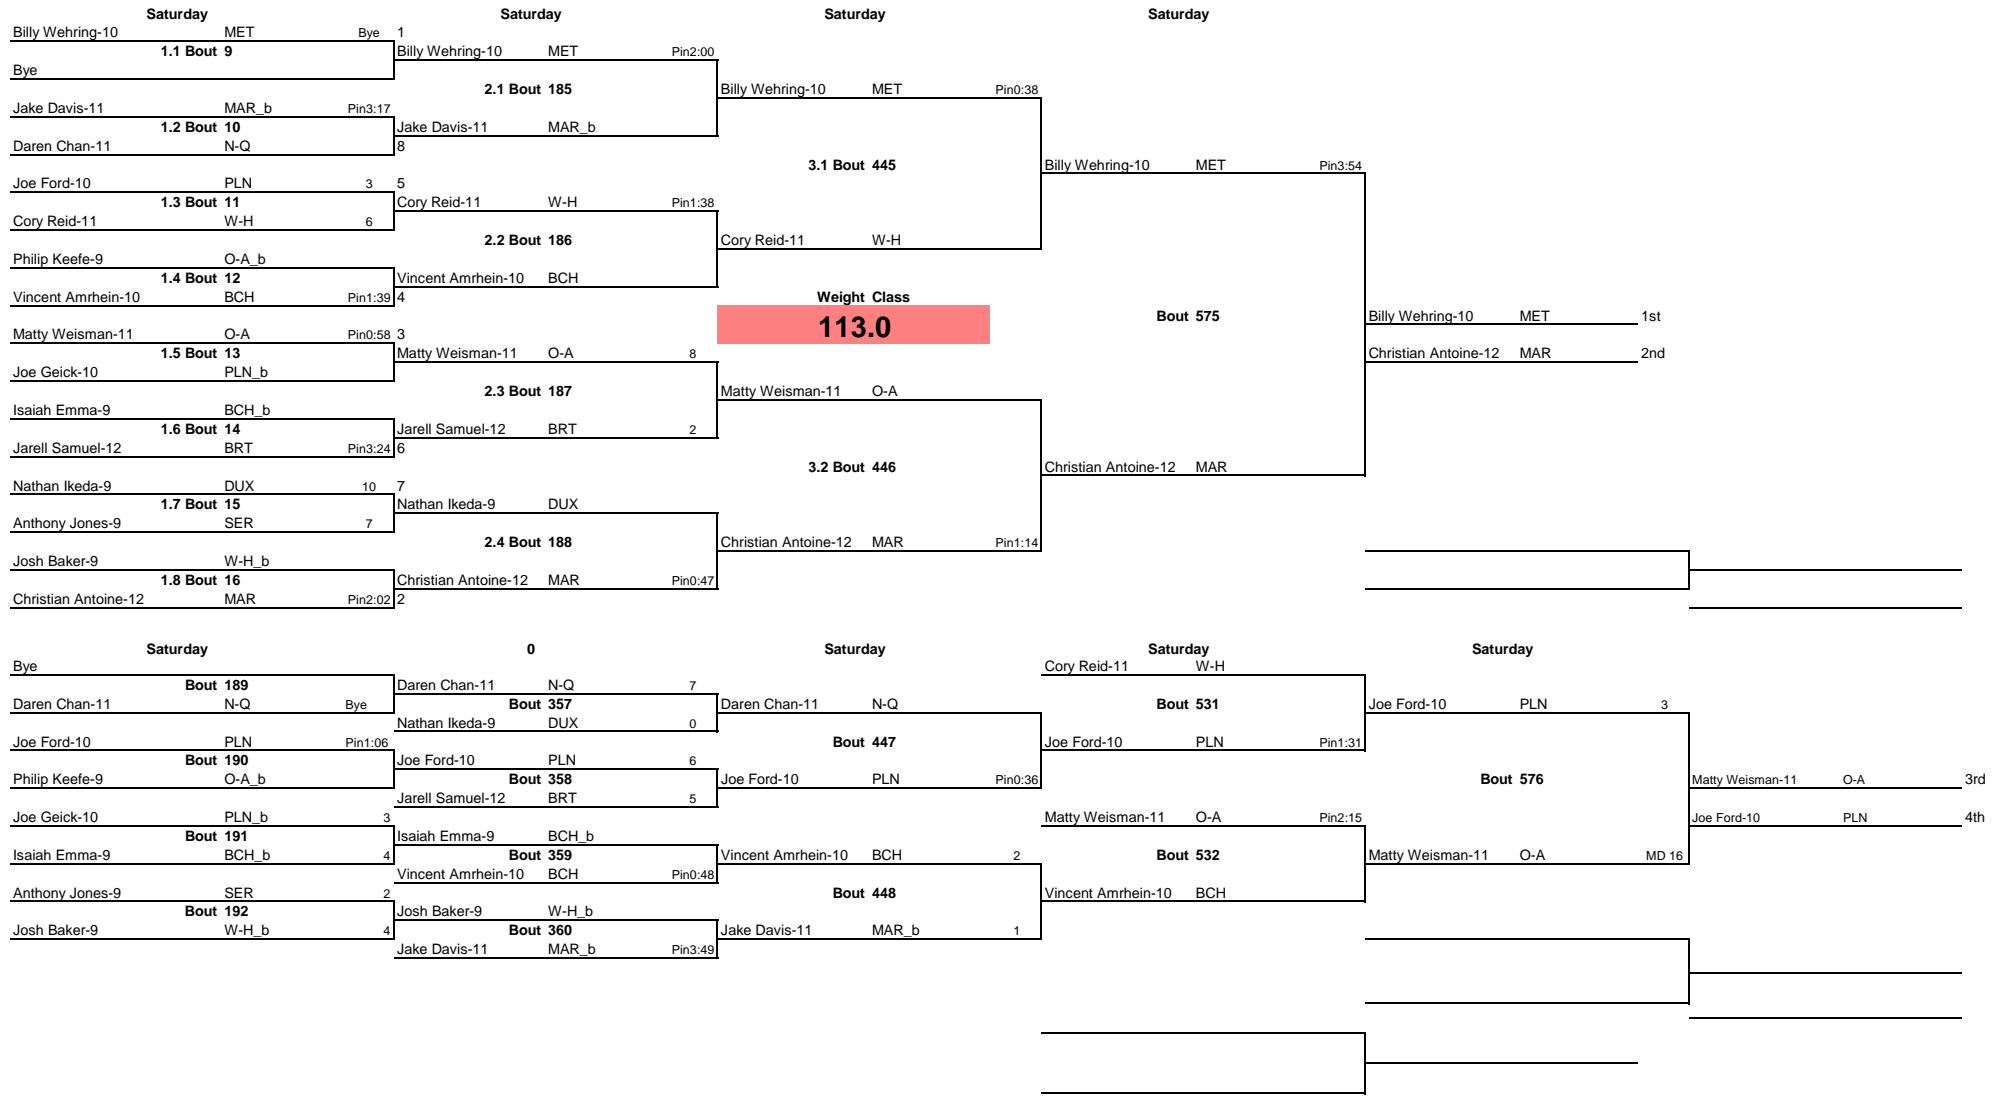 Saturday Saturday Saturday Saturday
Billy Wehring-10 MET Bye 1
1.1 Bout 9 Billy Wehring-10 MET Pin2:00
Bye
2.1 Bout 185 Billy Wehring-10 MET Pin0:38
Jake Davis-11 MAR_b Pin3:17
1.2 Bout 10 Jake Davis-11 MAR_b
Daren Chan-11 N-Q 8
3.1 Bout 445 Billy Wehring-10 MET Pin3:54
Joe Ford-10 PLN 3 5
1.3 Bout 11 Cory Reid-11 W-H Pin1:38
Cory Reid-11 W-H 6
2.2 Bout 186 Cory Reid-11 W-H
Philip Keefe-9 O-A_b
1.4 Bout 12 Vincent Amrhein-10 BCH
Vincent Amrhein-10 BCH Pin1:39 4 Weight Class
113.0 Bout 575 Billy Wehring-10 MET 1st
Matty Weisman-11 O-A Pin0:58 3
1.5 Bout 13 Matty Weisman-11 O-A 8 Christian Antoine-12 MAR 2nd
Joe Geick-10 PLN_b
2.3 Bout 187 Matty Weisman-11 O-A
Isaiah Emma-9 BCH_b
1.6 Bout 14 Jarell Samuel-12 BRT 2
Jarell Samuel-12 BRT Pin3:24 6
3.2 Bout 446 Christian Antoine-12 MAR
Nathan Ikeda-9 DUX 10 7
1.7 Bout 15 Nathan Ikeda-9 DUX
Anthony Jones-9 SER 7
2.4 Bout 188 Christian Antoine-12 MAR Pin1:14
Josh Baker-9 W-H_b
1.8 Bout 16 Christian Antoine-12 MAR Pin0:47
Christian Antoine-12 MAR Pin2:02 2
Saturday 0 Saturday Saturday Saturday
Bye Cory Reid-11 W-H
Bout 189 Daren Chan-11 N-Q 7
Daren Chan-11 N-Q Bye Bout 357 Daren Chan-11 N-Q Bout 531 Joe Ford-10 PLN 3
Nathan Ikeda-9 DUX 0
Joe Ford-10 PLN Pin1:06 Bout 447 Joe Ford-10 PLN Pin1:31
Bout 190 Joe Ford-10 PLN 6
Philip Keefe-9 O-A_b Bout 358 Joe Ford-10 PLN Pin0:36 Bout 576 Matty Weisman-11 O-A 3rd
Jarell Samuel-12 BRT 5
Joe Geick-10 PLN_b 3 Matty Weisman-11 O-A Pin2:15 Joe Ford-10 PLN 4th
Bout 191 Isaiah Emma-9 BCH_b
Isaiah Emma-9 BCH_b 4 Bout 359 Vincent Amrhein-10 BCH 2 Bout 532 Matty Weisman-11 O-A MD 16
Vincent Amrhein-10 BCH Pin0:48
Anthony Jones-9 SER 2 Bout 448 Vincent Amrhein-10 BCH
Bout 192 Josh Baker-9 W-H_b
Josh Baker-9 W-H_b 4 Bout 360 Jake Davis-11 MAR_b 1
Jake Davis-11 MAR_b Pin3:49